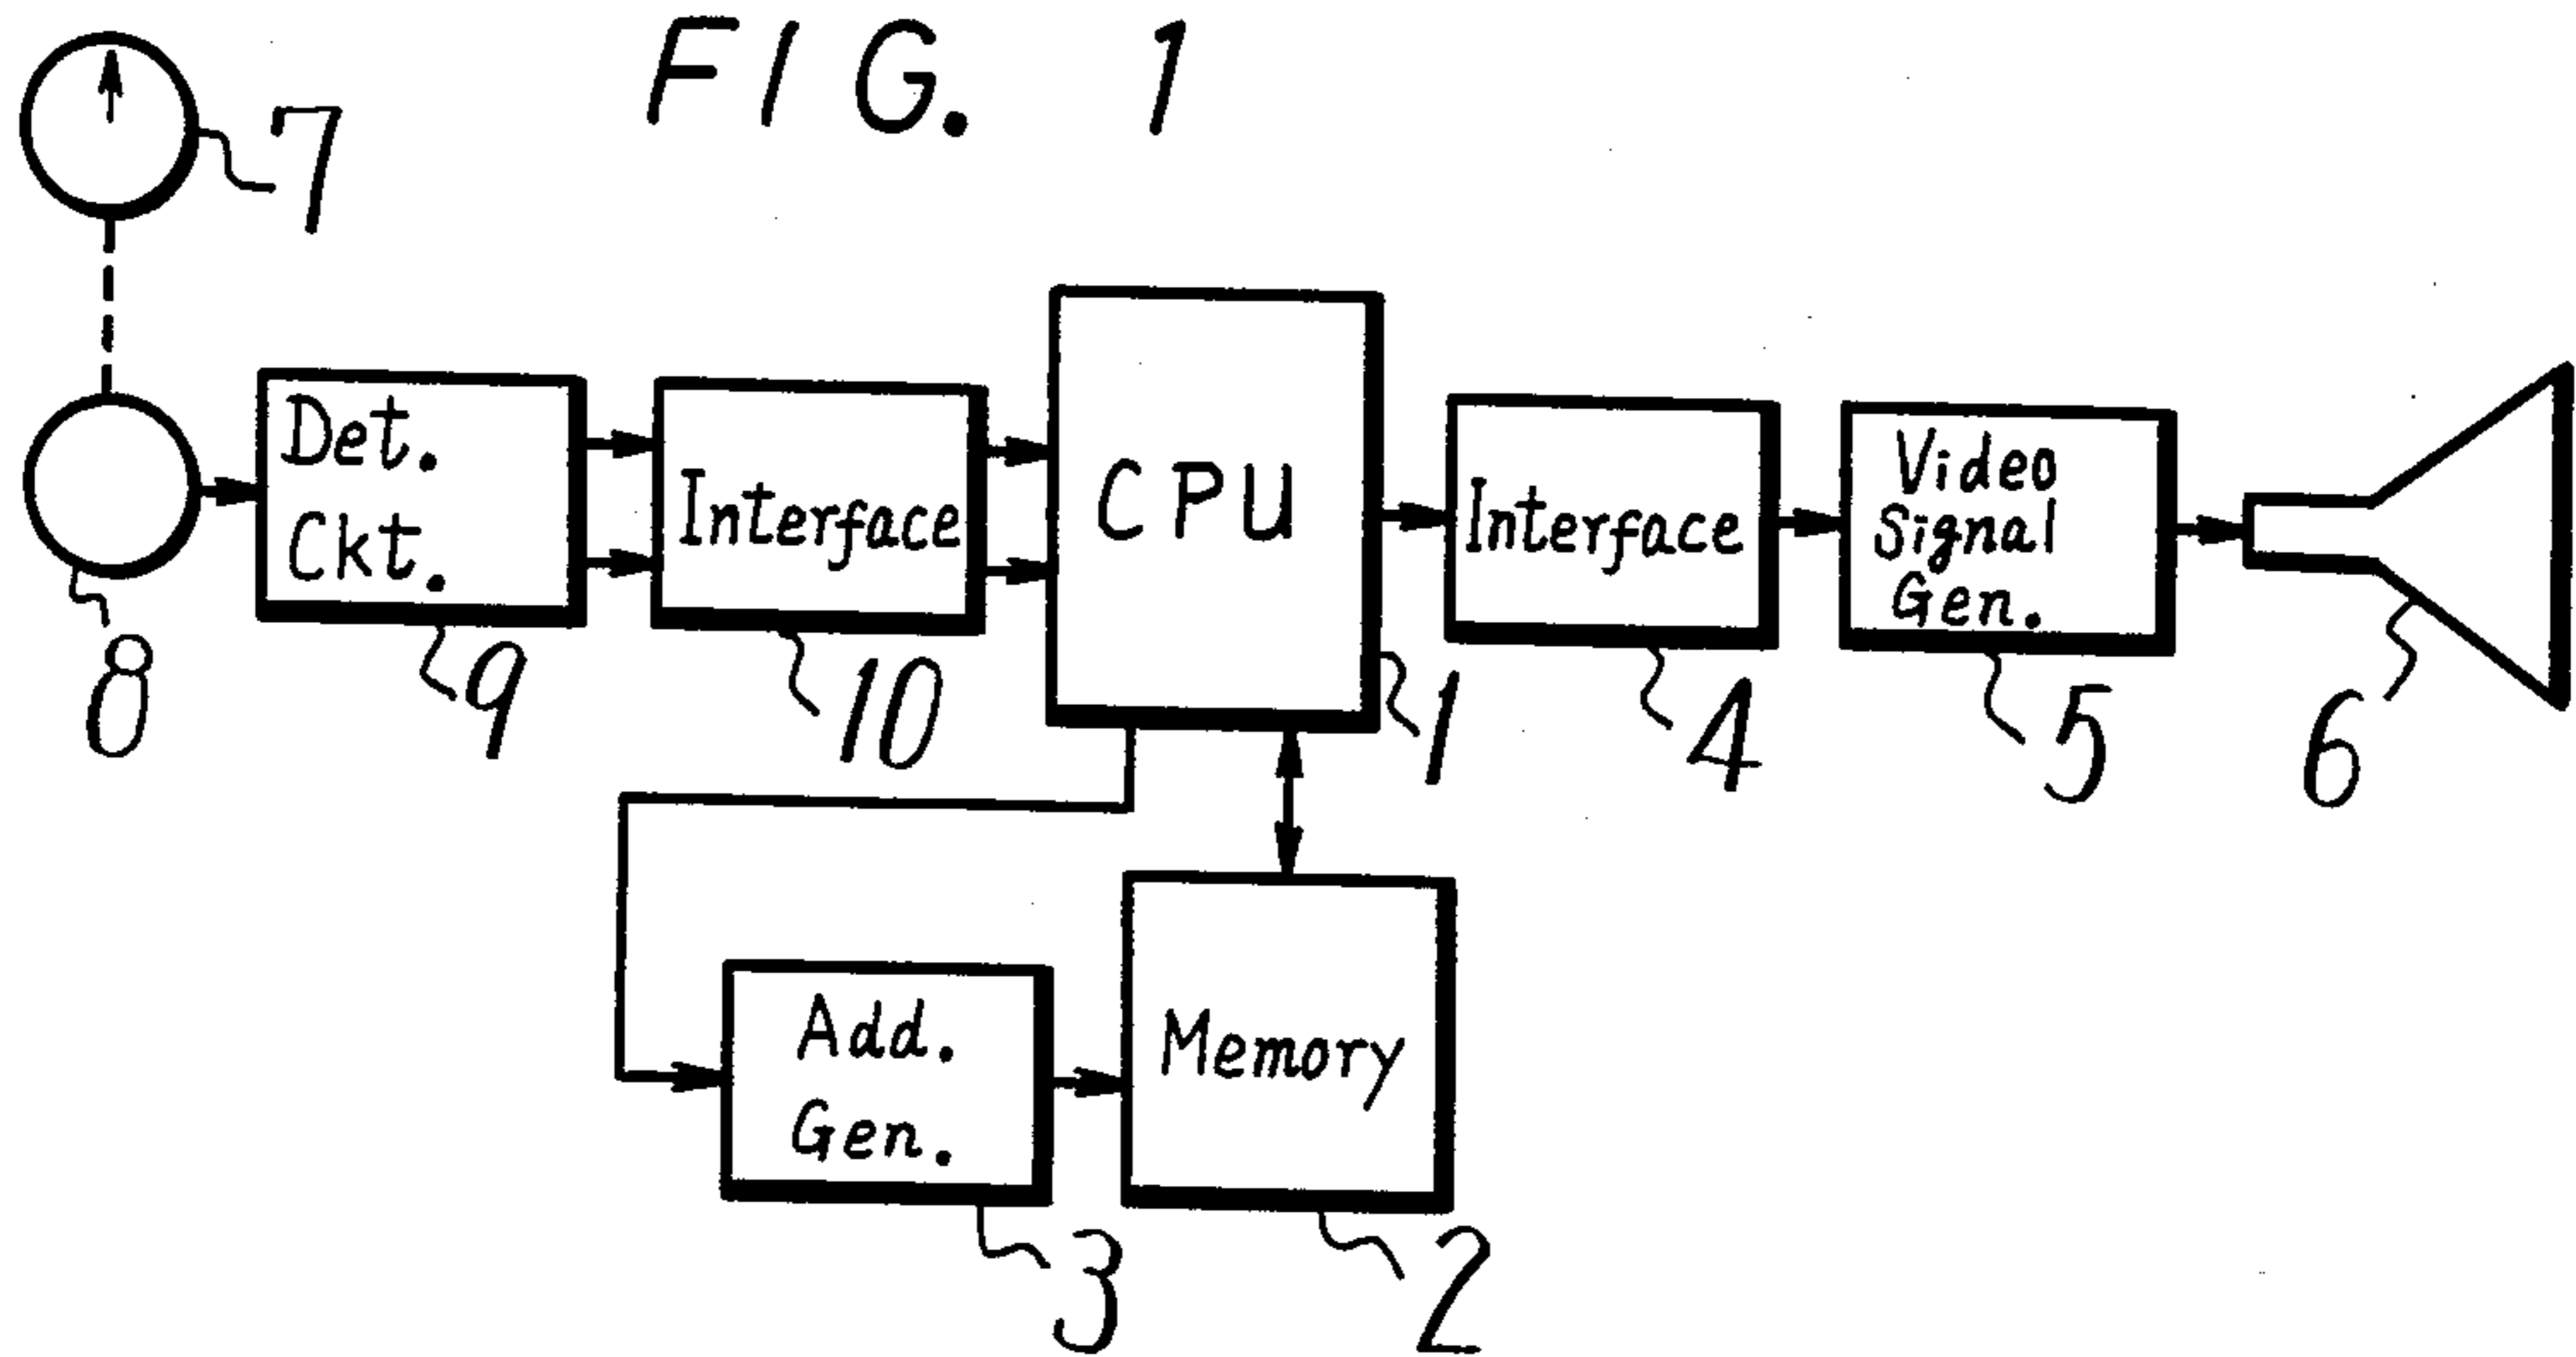 FIG. 1
7
Det.
Ckt.
Interface
CPU
Interface
Video
Signal
Gen.
8
9
10
1
4
5
6
Add.
Gen.
Memory
3
2